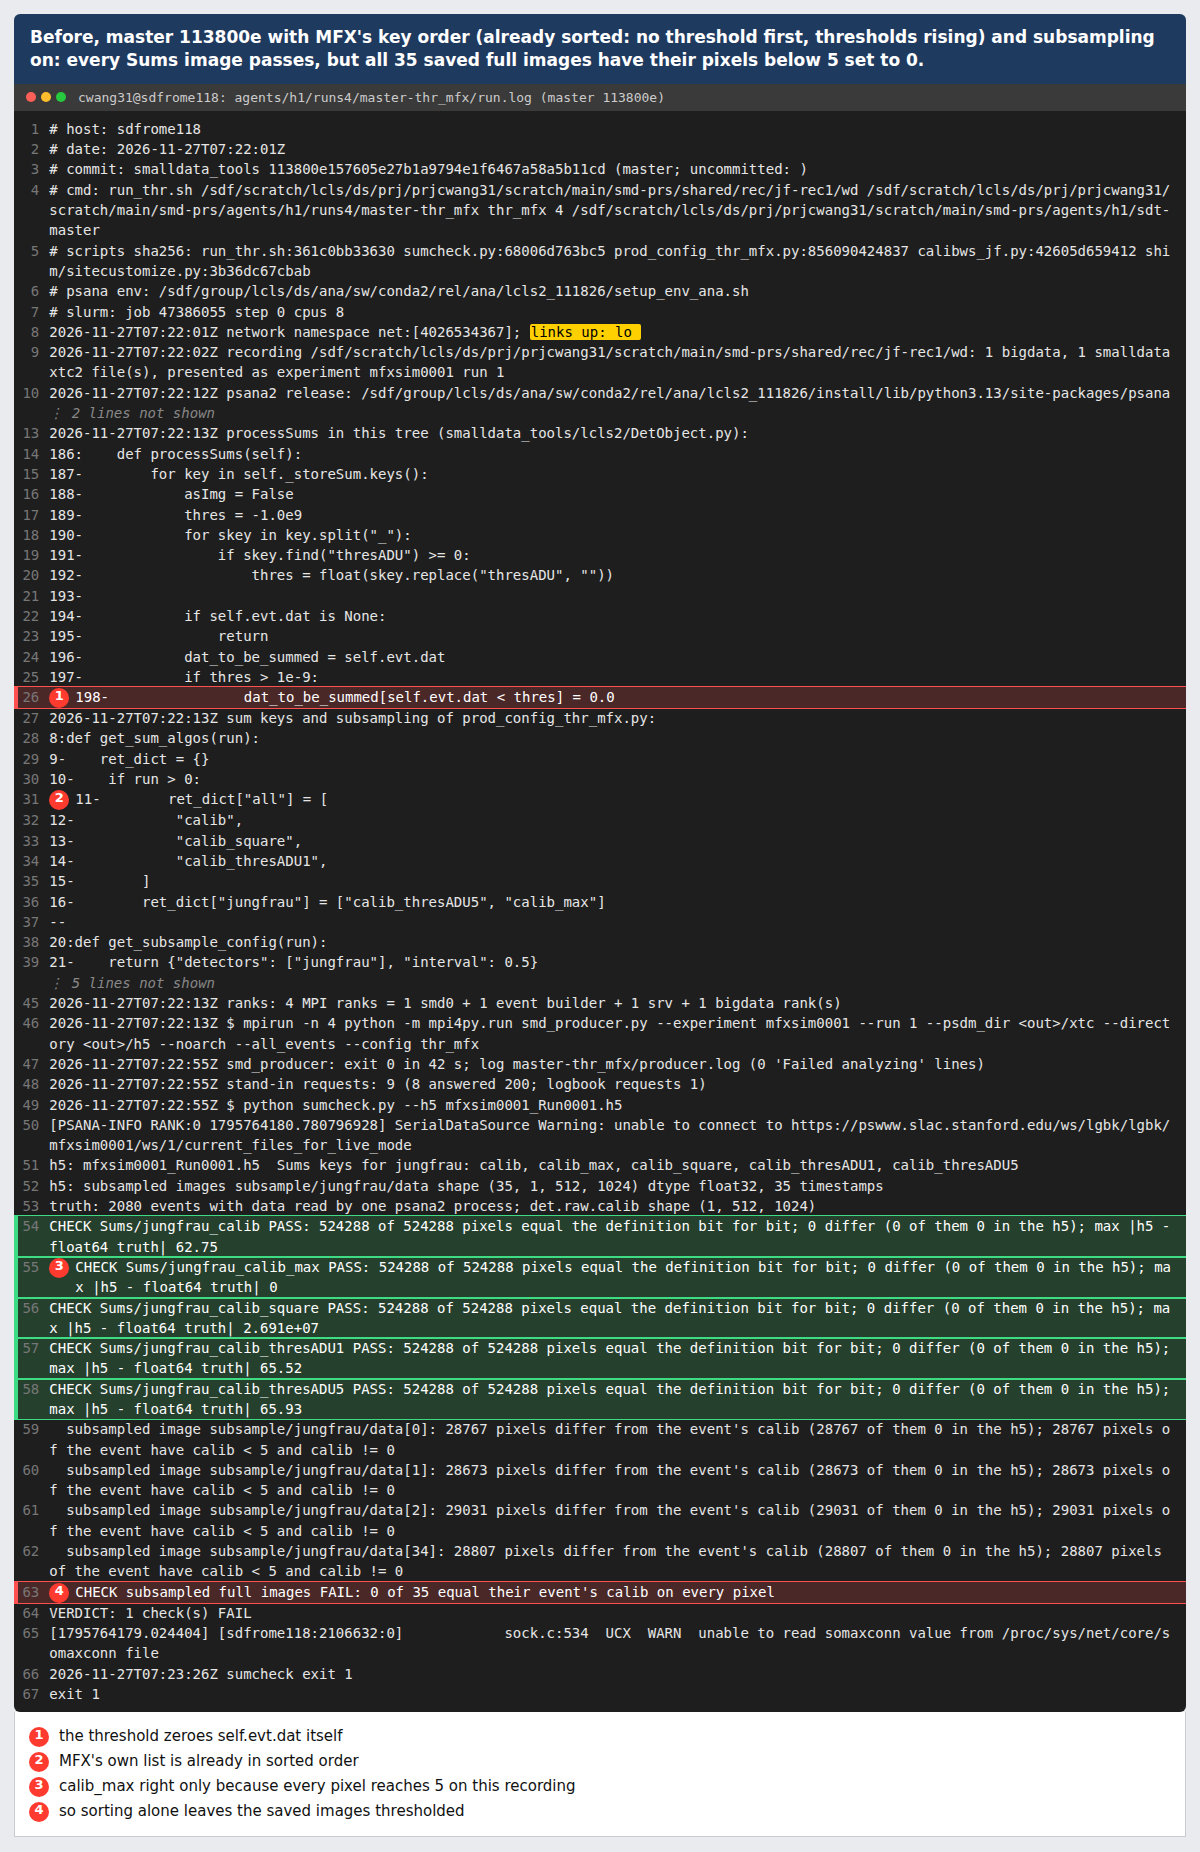 Before, master 113800e with MFX's key order (already sorted: no threshold first, thresholds rising) and subsampling
on: every Sums image passes, but all 35 saved full images have their pixels below 5 set to 0.
cwang31@sdfrome118: agents/h1/runs4/master-thr_mfx/run.log (master 113800e)
1 # host: sdfrome118
2 # date: 2026-11-27T07:22:01Z
3 # commit: smalldata_tools 113800e157605e27b1a9794e1f6467a58a5b11cd (master; uncommitted: )
4 # cmd: run_thr.sh /sdf/scratch/lcls/ds/prj/prjcwang31/scratch/main/smd-prs/shared/rec/jf-rec1/wd /sdf/scratch/lcls/ds/prj/prjcwang31/
scratch/main/smd-prs/agents/h1/runs4/master-thr_mfx thr_mfx 4 /sdf/scratch/lcls/ds/prj/prjcwang31/scratch/main/smd-prs/agents/h1/sdt-
master
5 # scripts sha256: run_thr.sh:361c0bb33630 sumcheck.py:68006d763bc5 prod_config_thr_mfx.py:856090424837 calibws_jf.py:42605d659412 shi
m/sitecustomize.py:3b36dc67cbab
6 # psana env: /sdf/group/lcls/ds/ana/sw/conda2/rel/ana/lcls2_111826/setup_env_ana.sh
7 # slurm: job 47386055 step 0 cpus 8
8 2026-11-27T07:22:01Z network namespace net:[4026534367]; links up: lo
9 2026-11-27T07:22:02Z recording /sdf/scratch/lcls/ds/prj/prjcwang31/scratch/main/smd-prs/shared/rec/jf-rec1/wd: 1 bigdata, 1 smalldata
xtc2 file(s), presented as experiment mfxsim0001 run 1
10 2026-11-27T07:22:12Z psana2 release: /sdf/group/lcls/ds/ana/sw/conda2/rel/ana/lcls2_111826/install/lib/python3.13/site-packages/psana
⋮ 2 lines not shown
13 2026-11-27T07:22:13Z processSums in this tree (smalldata_tools/lcls2/DetObject.py):
14 186:    def processSums(self):
15 187-        for key in self._storeSum.keys():
16 188-            asImg = False
17 189-            thres = -1.0e9
18 190-            for skey in key.split("_"):
19 191-                if skey.find("thresADU") >= 0:
20 192-                    thres = float(skey.replace("thresADU", ""))
21 193-
22 194-            if self.evt.dat is None:
23 195-                return
24 196-            dat_to_be_summed = self.evt.dat
25 197-            if thres > 1e-9:
26 1 198-                dat_to_be_summed[self.evt.dat < thres] = 0.0
27 2026-11-27T07:22:13Z sum keys and subsampling of prod_config_thr_mfx.py:
28 8:def get_sum_algos(run):
29 9-    ret_dict = {}
30 10-    if run > 0:
31 2 11-        ret_dict["all"] = [
32 12-            "calib",
33 13-            "calib_square",
34 14-            "calib_thresADU1",
35 15-        ]
36 16-        ret_dict["jungfrau"] = ["calib_thresADU5", "calib_max"]
37 --
38 20:def get_subsample_config(run):
39 21-    return {"detectors": ["jungfrau"], "interval": 0.5}
⋮ 5 lines not shown
45 2026-11-27T07:22:13Z ranks: 4 MPI ranks = 1 smd0 + 1 event builder + 1 srv + 1 bigdata rank(s)
46 2026-11-27T07:22:13Z $ mpirun -n 4 python -m mpi4py.run smd_producer.py --experiment mfxsim0001 --run 1 --psdm_dir <out>/xtc --direct
ory <out>/h5 --noarch --all_events --config thr_mfx
47 2026-11-27T07:22:55Z smd_producer: exit 0 in 42 s; log master-thr_mfx/producer.log (0 'Failed analyzing' lines)
48 2026-11-27T07:22:55Z stand-in requests: 9 (8 answered 200; logbook requests 1)
49 2026-11-27T07:22:55Z $ python sumcheck.py --h5 mfxsim0001_Run0001.h5
50 [PSANA-INFO RANK:0 1795764180.780796928] SerialDataSource Warning: unable to connect to https://pswww.slac.stanford.edu/ws/lgbk/lgbk/
mfxsim0001/ws/1/current_files_for_live_mode
51 h5: mfxsim0001_Run0001.h5  Sums keys for jungfrau: calib, calib_max, calib_square, calib_thresADU1, calib_thresADU5
52 h5: subsampled images subsample/jungfrau/data shape (35, 1, 512, 1024) dtype float32, 35 timestamps
53 truth: 2080 events with data read by one psana2 process; det.raw.calib shape (1, 512, 1024)
54 CHECK Sums/jungfrau_calib PASS: 524288 of 524288 pixels equal the definition bit for bit; 0 differ (0 of them 0 in the h5); max |h5 -
float64 truth| 62.75
55 3 CHECK Sums/jungfrau_calib_max PASS: 524288 of 524288 pixels equal the definition bit for bit; 0 differ (0 of them 0 in the h5); ma
x |h5 - float64 truth| 0
56 CHECK Sums/jungfrau_calib_square PASS: 524288 of 524288 pixels equal the definition bit for bit; 0 differ (0 of them 0 in the h5); ma
x |h5 - float64 truth| 2.691e+07
57 CHECK Sums/jungfrau_calib_thresADU1 PASS: 524288 of 524288 pixels equal the definition bit for bit; 0 differ (0 of them 0 in the h5);
max |h5 - float64 truth| 65.52
58 CHECK Sums/jungfrau_calib_thresADU5 PASS: 524288 of 524288 pixels equal the definition bit for bit; 0 differ (0 of them 0 in the h5);
max |h5 - float64 truth| 65.93
59   subsampled image subsample/jungfrau/data[0]: 28767 pixels differ from the event's calib (28767 of them 0 in the h5); 28767 pixels o
f the event have calib < 5 and calib != 0
60   subsampled image subsample/jungfrau/data[1]: 28673 pixels differ from the event's calib (28673 of them 0 in the h5); 28673 pixels o
f the event have calib < 5 and calib != 0
61   subsampled image subsample/jungfrau/data[2]: 29031 pixels differ from the event's calib (29031 of them 0 in the h5); 29031 pixels o
f the event have calib < 5 and calib != 0
62   subsampled image subsample/jungfrau/data[34]: 28807 pixels differ from the event's calib (28807 of them 0 in the h5); 28807 pixels
of the event have calib < 5 and calib != 0
63 4 CHECK subsampled full images FAIL: 0 of 35 equal their event's calib on every pixel
64 VERDICT: 1 check(s) FAIL
65 [1795764179.024404] [sdfrome118:2106632:0]            sock.c:534  UCX  WARN  unable to read somaxconn value from /proc/sys/net/core/s
omaxconn file
66 2026-11-27T07:23:26Z sumcheck exit 1
67 exit 1
1 the threshold zeroes self.evt.dat itself
2 MFX's own list is already in sorted order
3 calib_max right only because every pixel reaches 5 on this recording
4 so sorting alone leaves the saved images thresholded